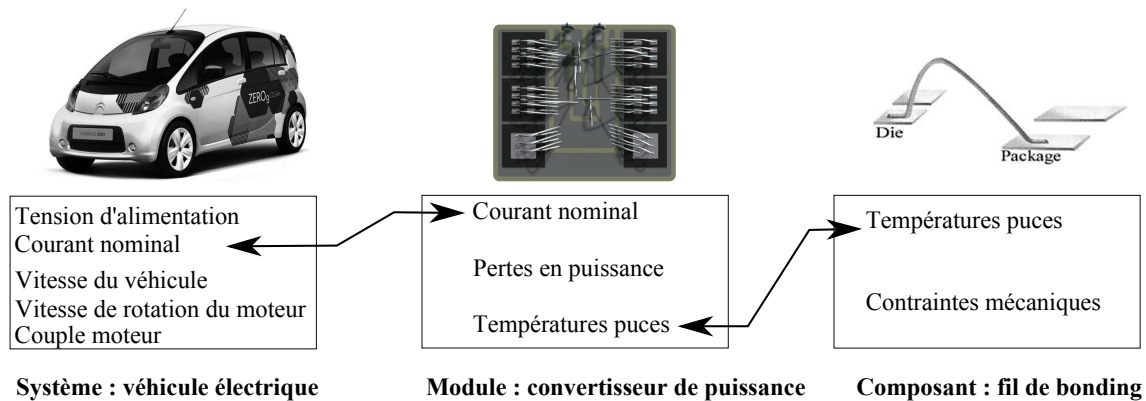 ZEROg
Die
Package
Tension d'alimentation
Courant nominal
Vitesse du véhicule
Vitesse de rotation du moteur
Couple moteur
Courant nominal
Pertes en puissance
Températures puces
Températures puces
Contraintes mécaniques
Système : véhicule électrique
Module : convertisseur de puissance
Composant : fil de bonding